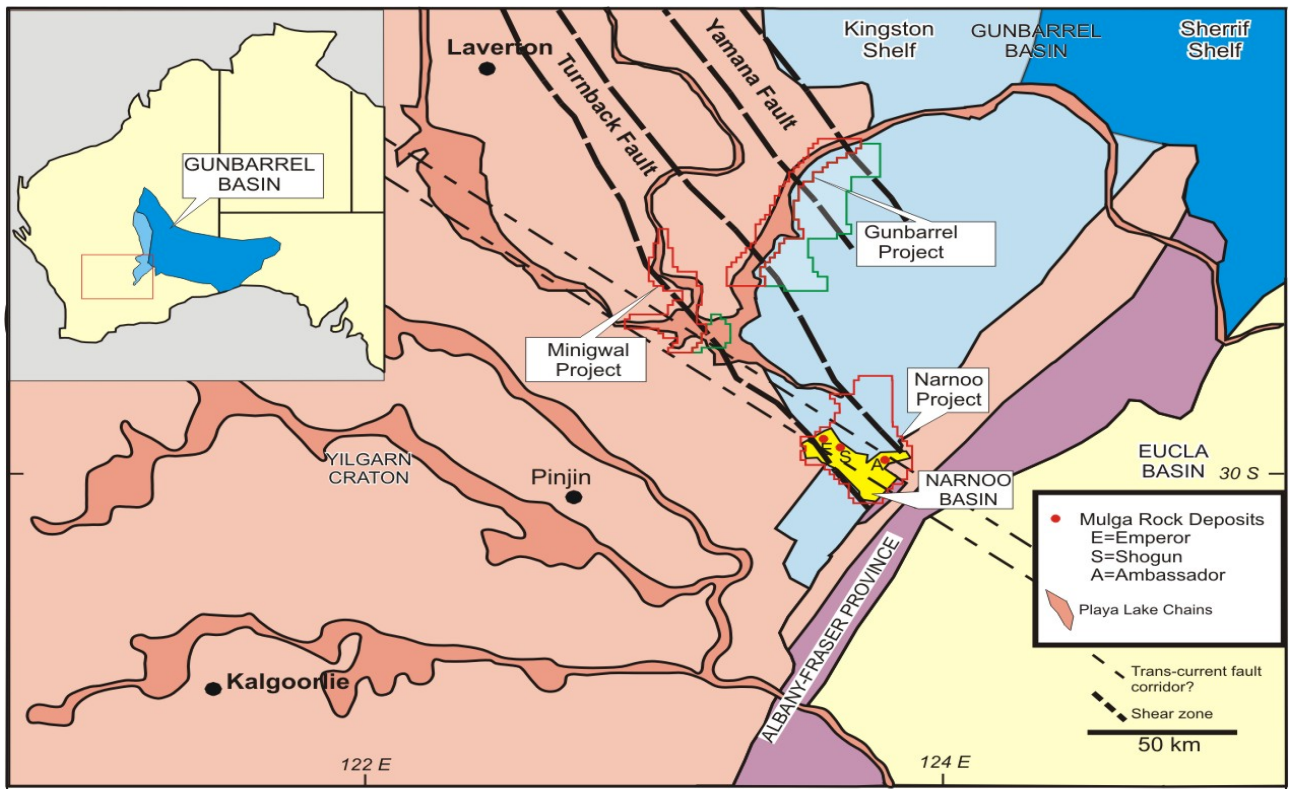 Laverton
Turnback Fault
Yamana Fault
Kingston
Shelf
GUNBARREL
BASIN
Sherrif
Shelf
GUNBARREL
BASIN
Gunbarrel
Project
Minigwal
Project
Narnoo
Project
E
S
A
NARNOO
BASIN
EUCLA
BASIN
30 S
YILGARN
CRATON
Pinjin
Kalgoorlie
ALBANY-FRASER PROVINCE
Mulga Rock Deposits
E=Emperor
S=Shogun
A=Ambassador
Playa Lake Chains
Trans-current fault
corridor?
Shear zone
50 km
122 E
124 E